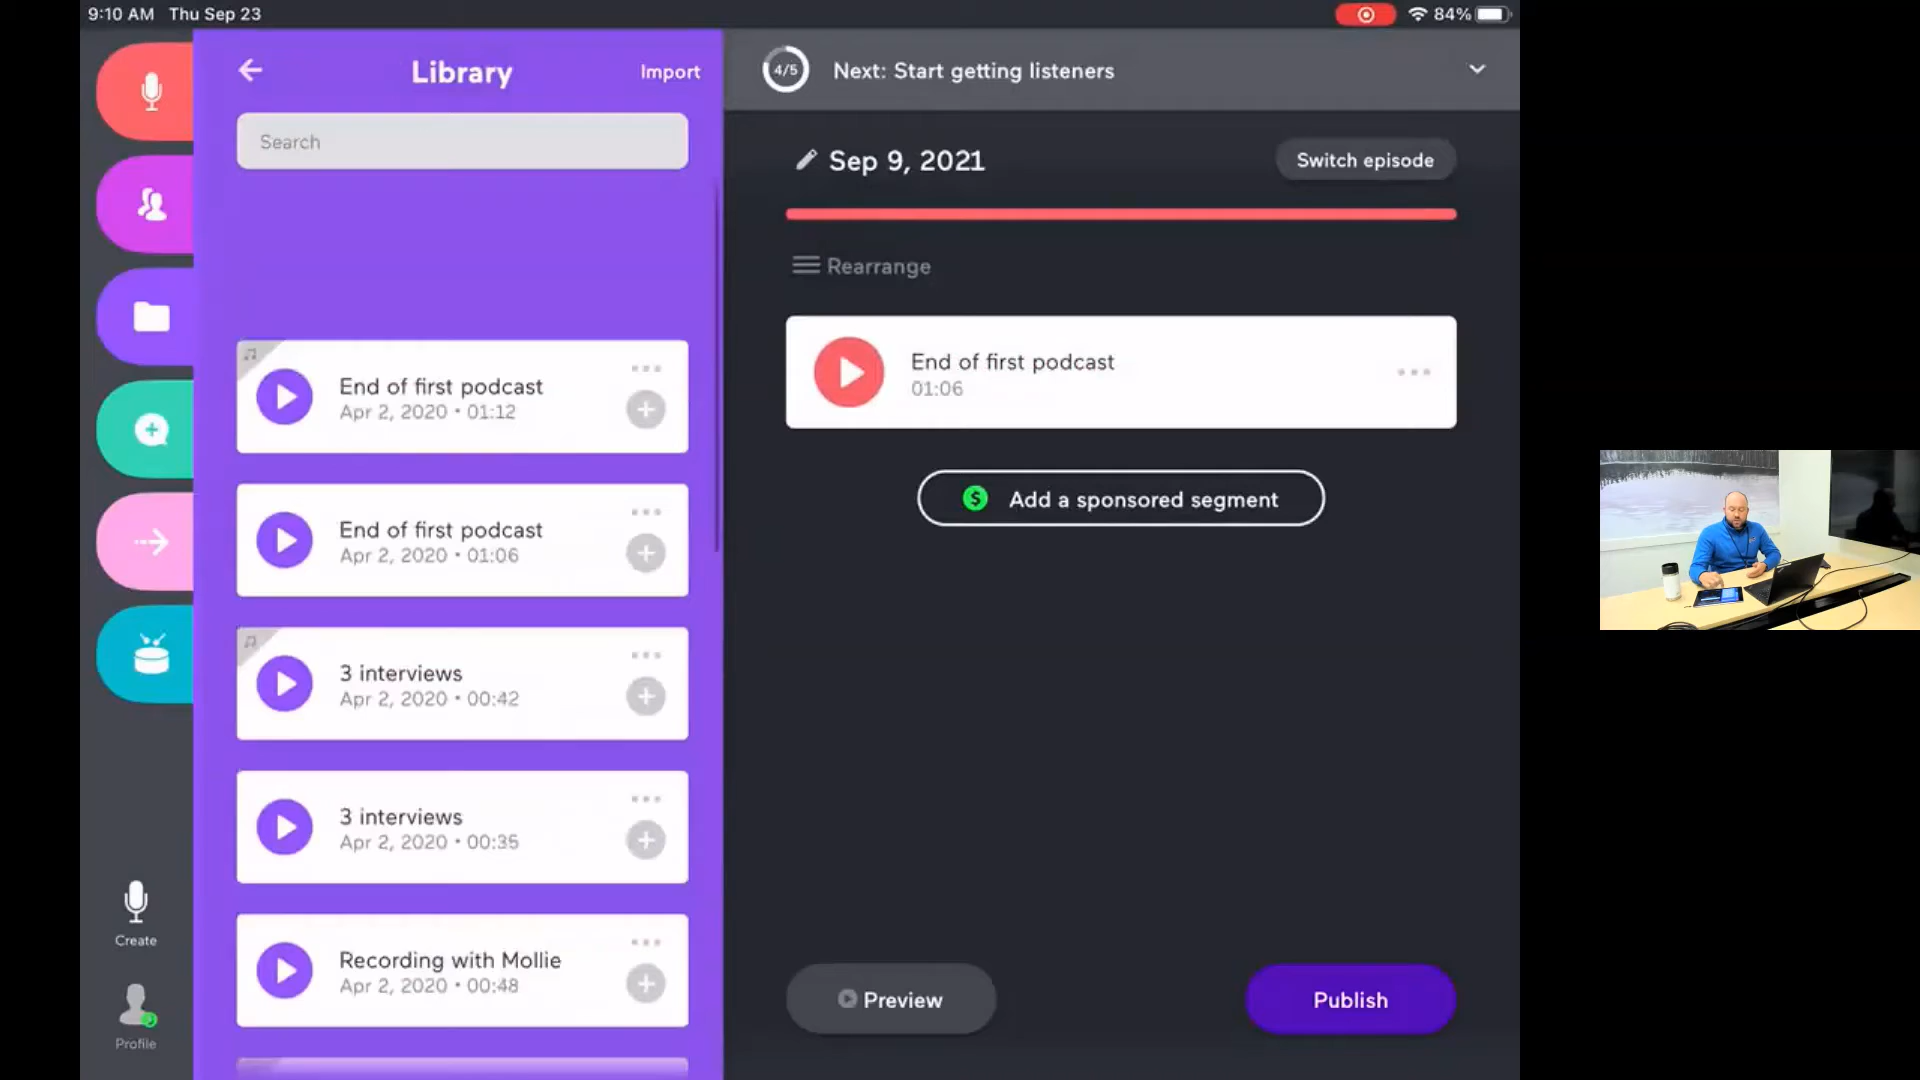 9:10 AM Thu Sep 23
84%
Library
Import
Search
End of first podcast
Apr 2, 2020 • 01:12
End of first podcast
Apr 2, 2020 • 01:06
3 interviews
Apr 2, 2020 • 00:42
3 interviews
Apr 2, 2020 • 00:35
Recording with Mollie
Apr 2, 2020 • 00:48
Create
Profile
4/5
Next: Start getting listeners
Sep 9, 2021
Switch episode
Rearrange
End of first podcast
01:06
$ Add a sponsored segment
Preview
Publish